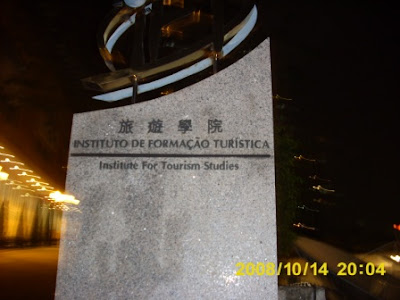 旅遊學院
INSTITUTO DE FORMAÇÃO TURÍSTICA
Institute For Tourism Studies
2008/10/14 20:04